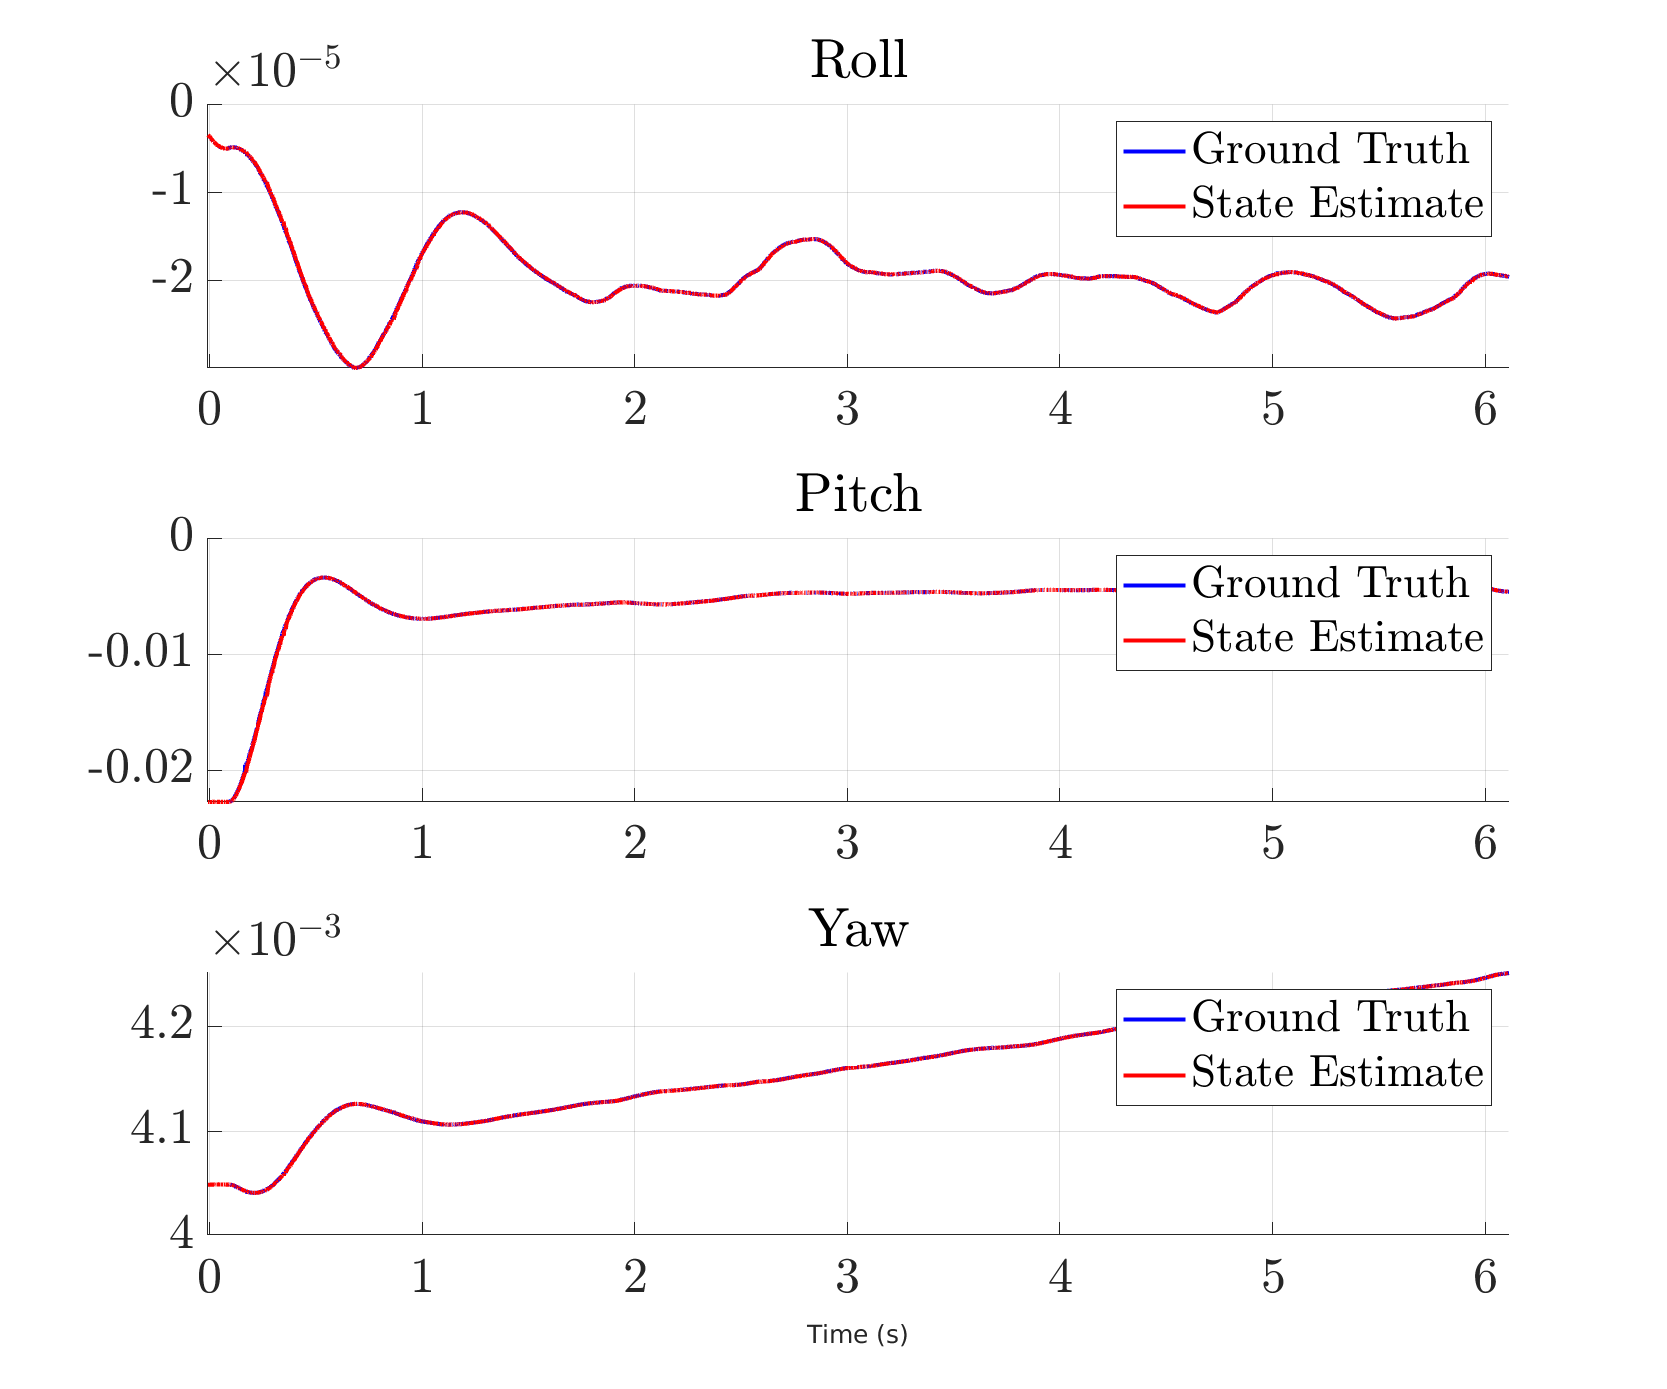 Roll
×10⁻⁵
0
-1
-2
Ground Truth
State Estimate
0 1 2 3 4 5 6
Pitch
0
-0.01
-0.02
Ground Truth
State Estimate
0 1 2 3 4 5 6
Yaw
×10⁻³
4.2
4.1
4
Ground Truth
State Estimate
0 1 2 3 4 5 6
Time (s)